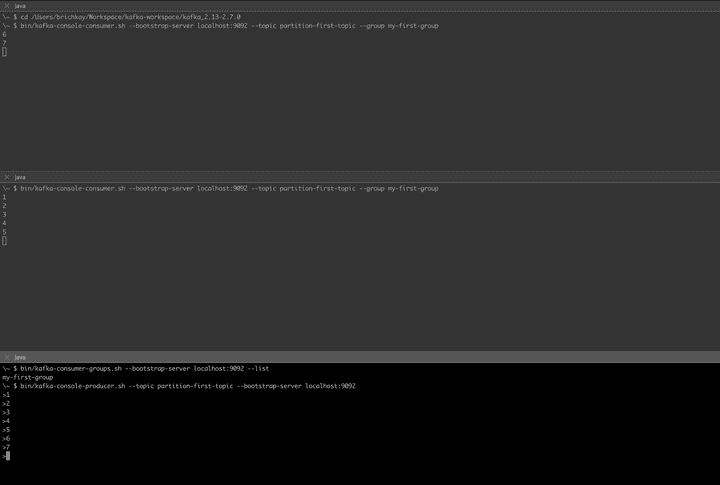 java
\~ $ cd /Users/brichkoy/Workspace/kafka-workspace/kafka_2.13-2.7.0
\~ $ bin/kafka-console-consumer.sh --bootstrap-server localhost:9092 --topic partition-first-topic --group my-first-group
6
7
java
\~ $ bin/kafka-console-consumer.sh --bootstrap-server localhost:9092 --topic partition-first-topic --group my-first-group
1
2
3
4
5
java
\~ $ bin/kafka-consumer-groups.sh --bootstrap-server localhost:9092 --list
my-first-group
\~ $ bin/kafka-console-producer.sh --topic partition-first-topic --bootstrap-server localhost:9092
>1
>2
>3
>4
>5
>6
>7
>